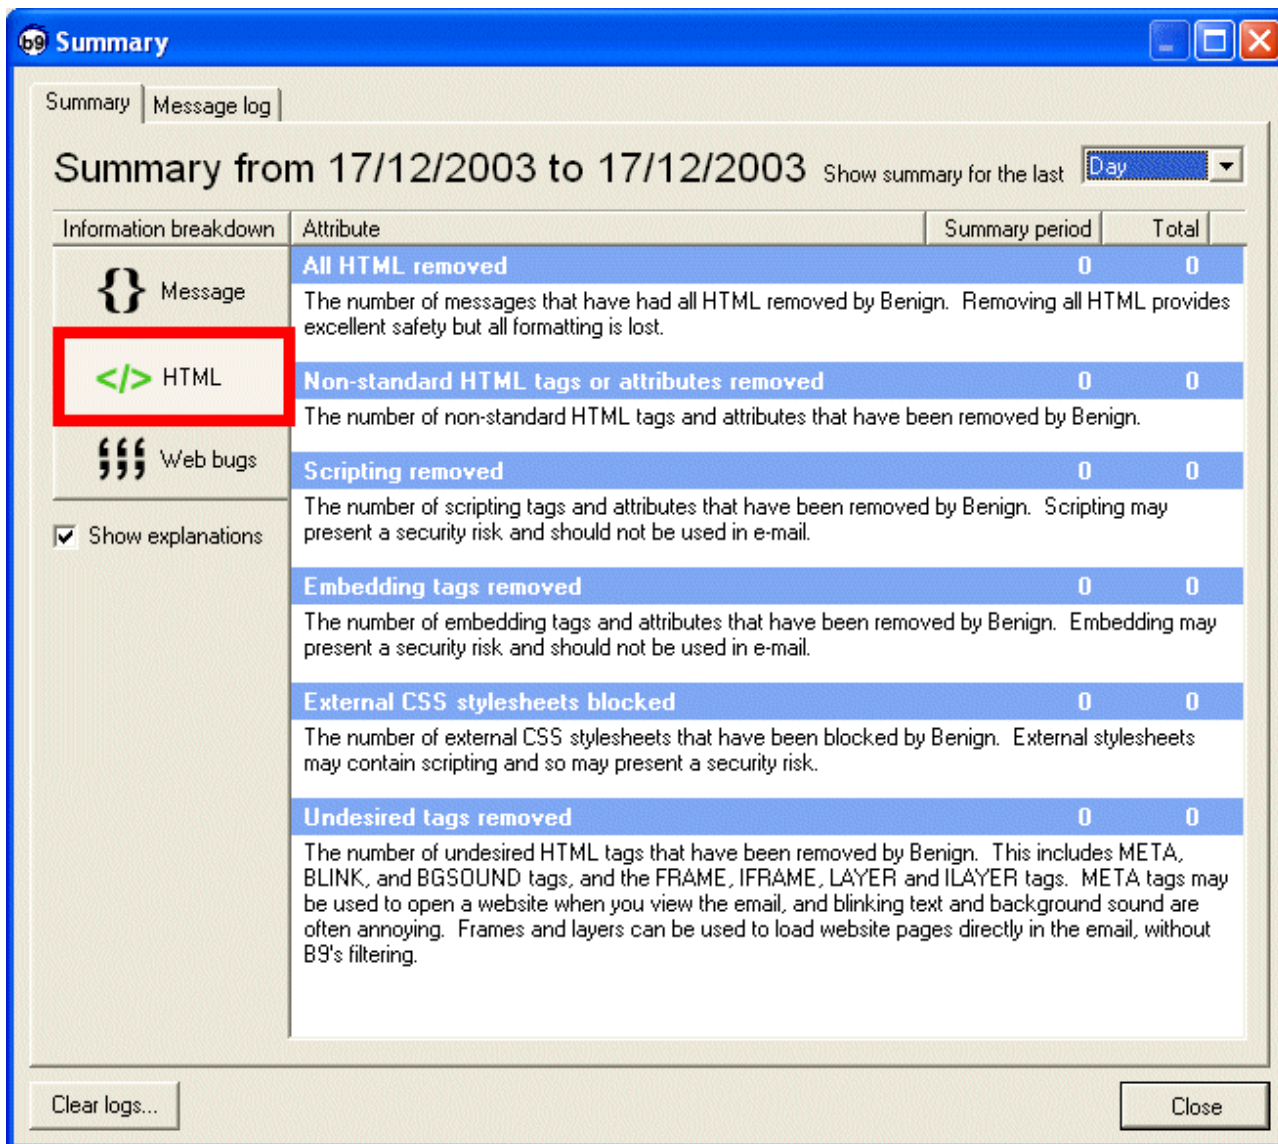 b9 Summary
Summary
Message log
Summary from 17/12/2003 to 17/12/2003
Show summary for the last
Day
Information breakdown
Attribute
Summary period
Total
{} Message
</> HTML
Web bugs
Show explanations
All HTML removed 0 0
The number of messages that have had all HTML removed by Benign.  Removing all HTML provides
excellent safety but all formatting is lost.
Non-standard HTML tags or attributes removed 0 0
The number of non-standard HTML tags and attributes that have been removed by Benign.
Scripting removed 0 0
The number of scripting tags and attributes that have been removed by Benign.  Scripting may
present a security risk and should not be used in e-mail.
Embedding tags removed 0 0
The number of embedding tags and attributes that have been removed by Benign.  Embedding may
present a security risk and should not be used in e-mail.
External CSS stylesheets blocked 0 0
The number of external CSS stylesheets that have been blocked by Benign.  External stylesheets
may contain scripting and so may present a security risk.
Undesired tags removed 0 0
The number of undesired HTML tags that have been removed by Benign.  This includes META,
BLINK, and BGSOUND tags, and the FRAME, IFRAME, LAYER and ILAYER tags.  META tags may
be used to open a website when you view the email, and blinking text and background sound are
often annoying.  Frames and layers can be used to load website pages directly in the email, without
B9's filtering.
Clear logs...
Close